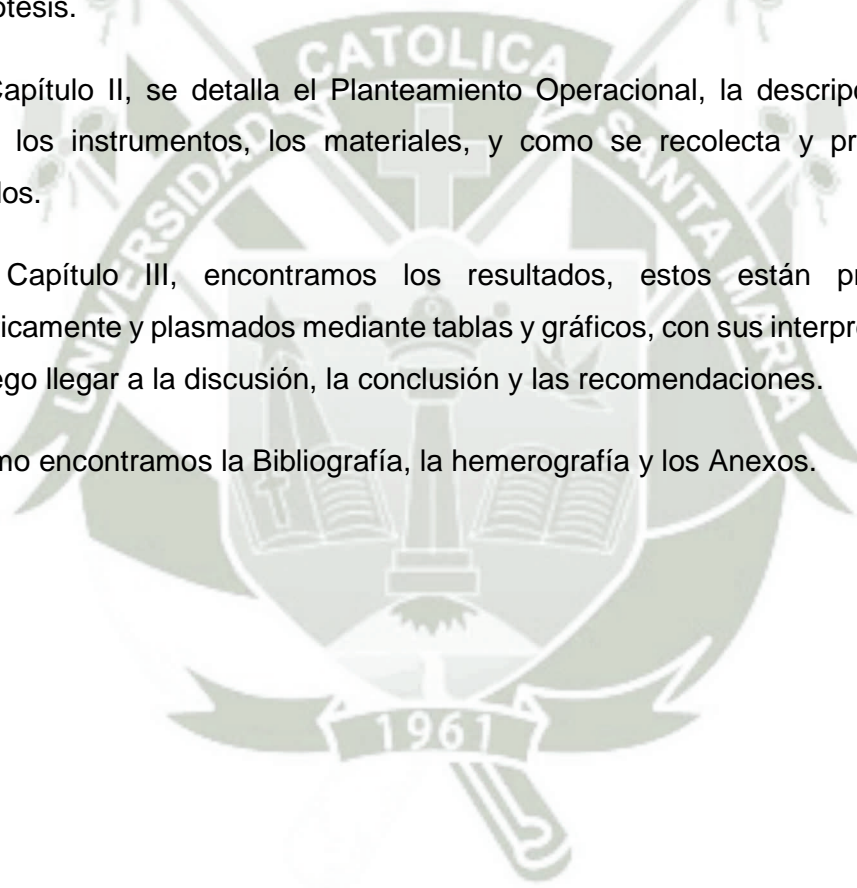 ótesis.
Capítulo II, se detalla el Planteamiento Operacional, la descripc
los instrumentos, los materiales, y como se recolecta y pr
los.
Capítulo III, encontramos los resultados, estos están pr
icamente y plasmados mediante tablas y gráficos, con sus interpre
ego llegar a la discusión, la conclusión y las recomendaciones.
mo encontramos la Bibliografía, la hemerografía y los Anexos.
UNIVERSIDAD CATOLICA SANTA MARIA
1961